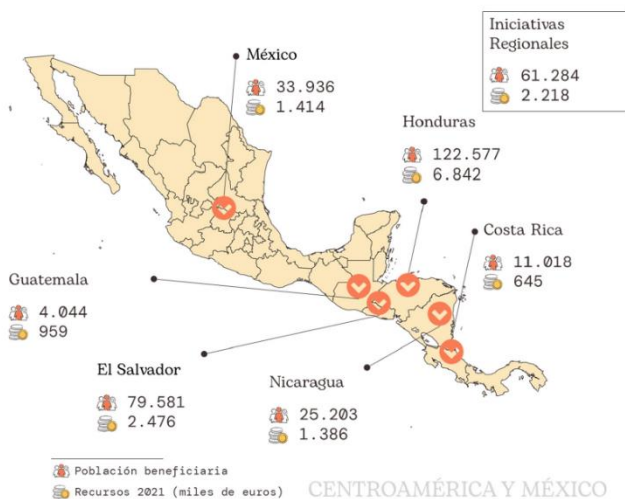 México
33.936
1.414
Iniciativas
Regionales
61.284
2.218
Honduras
122.577
6.842
Costa Rica
11.018
645
Guatemala
4.044
959
El Salvador
79.581
2.476
Nicaragua
25.203
1.386
Población beneficiaria
Recursos 2021 (miles de euros)
CENTROAMÉRICA Y MÉXICO